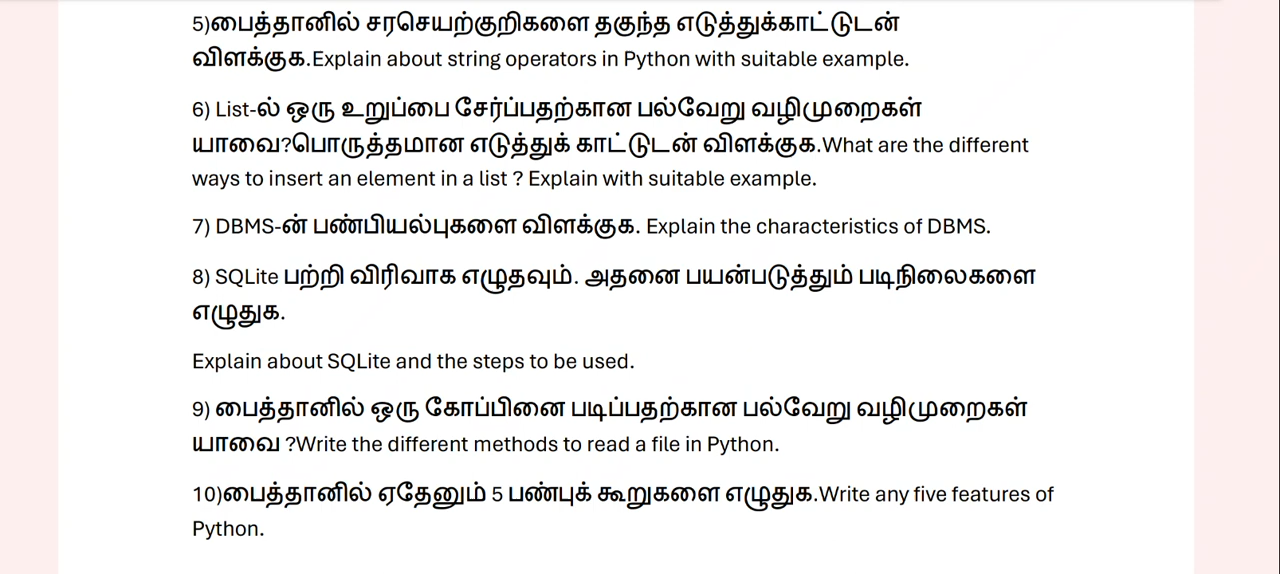 5)பைத்தானில் சரசெயற்குறிகளை தகுந்த எடுத்துக்காட்டுடன்
விளக்குக.Explain about string operators in Python with suitable example.
6) List-ல் ஒரு உறுப்பை சேர்ப்பதற்கான பல்வேறு வழிமுறைகள்
யாவை?பொருத்தமான எடுத்துக் காட்டுடன் விளக்குக.What are the different
ways to insert an element in a list ? Explain with suitable example.
7) DBMS-ன் பண்பியல்புகளை விளக்குக. Explain the characteristics of DBMS.
8) SQLite பற்றி விரிவாக எழுதவும். அதனை பயன்படுத்தும் படிநிலைகளை
எழுதுக.
Explain about SQLite and the steps to be used.
9) பைத்தானில் ஒரு கோப்பினை படிப்பதற்கான பல்வேறு வழிமுறைகள்
யாவை ?Write the different methods to read a file in Python.
10)பைத்தானில் ஏதேனும் 5 பண்புக் கூறுகளை எழுதுக.Write any five features of
Python.